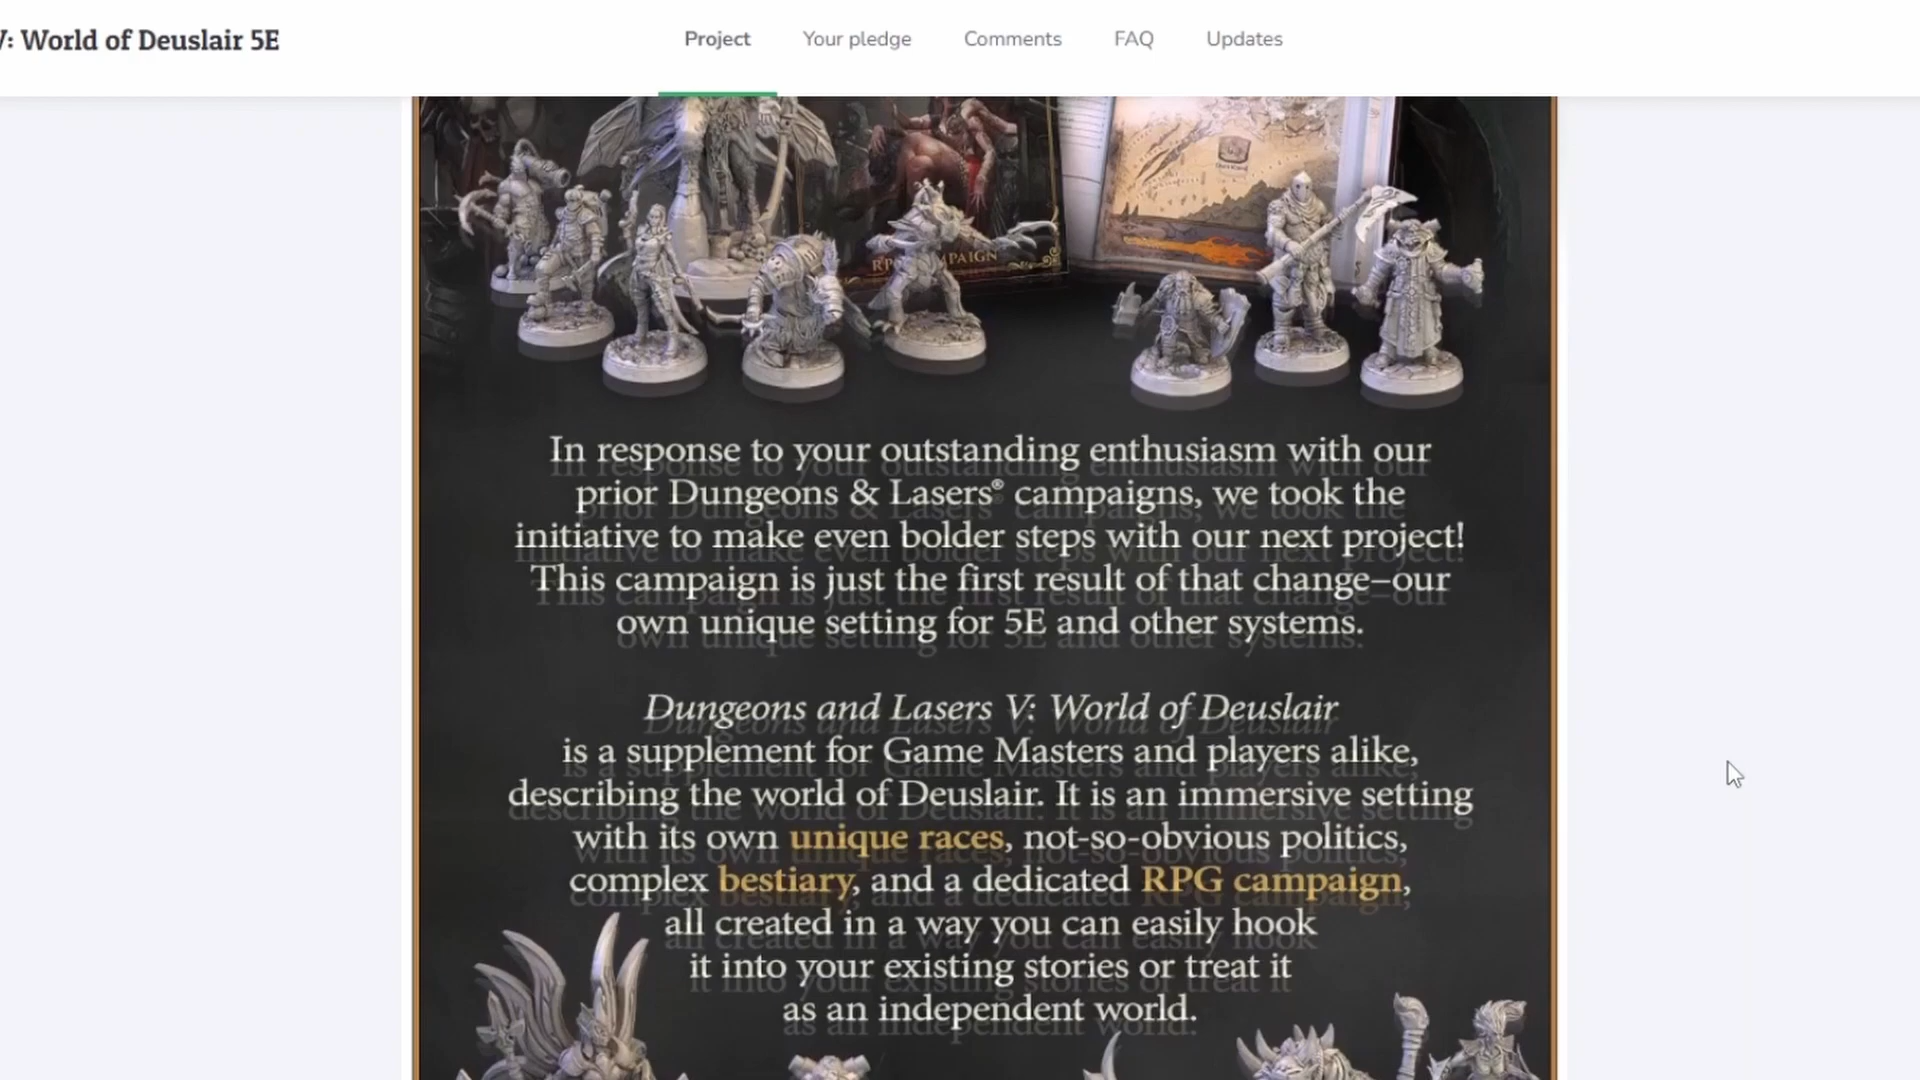 V: World of Deuslair 5E
Project
Your pledge
Comments
FAQ
Updates
In response to your outstanding enthusiasm with our
prior Dungeons & Lasers® campaigns, we took the
initiative to make even bolder steps with our next project!
This campaign is just the first result of that change–our
own unique setting for 5E and other systems.
Dungeons and Lasers V: World of Deuslair
is a supplement for Game Masters and players alike,
describing the world of Deuslair. It is an immersive setting
with its own unique races, not-so-obvious politics,
complex bestiary, and a dedicated RPG campaign,
all created in a way you can easily hook
it into your existing stories or treat it
as an independent world.